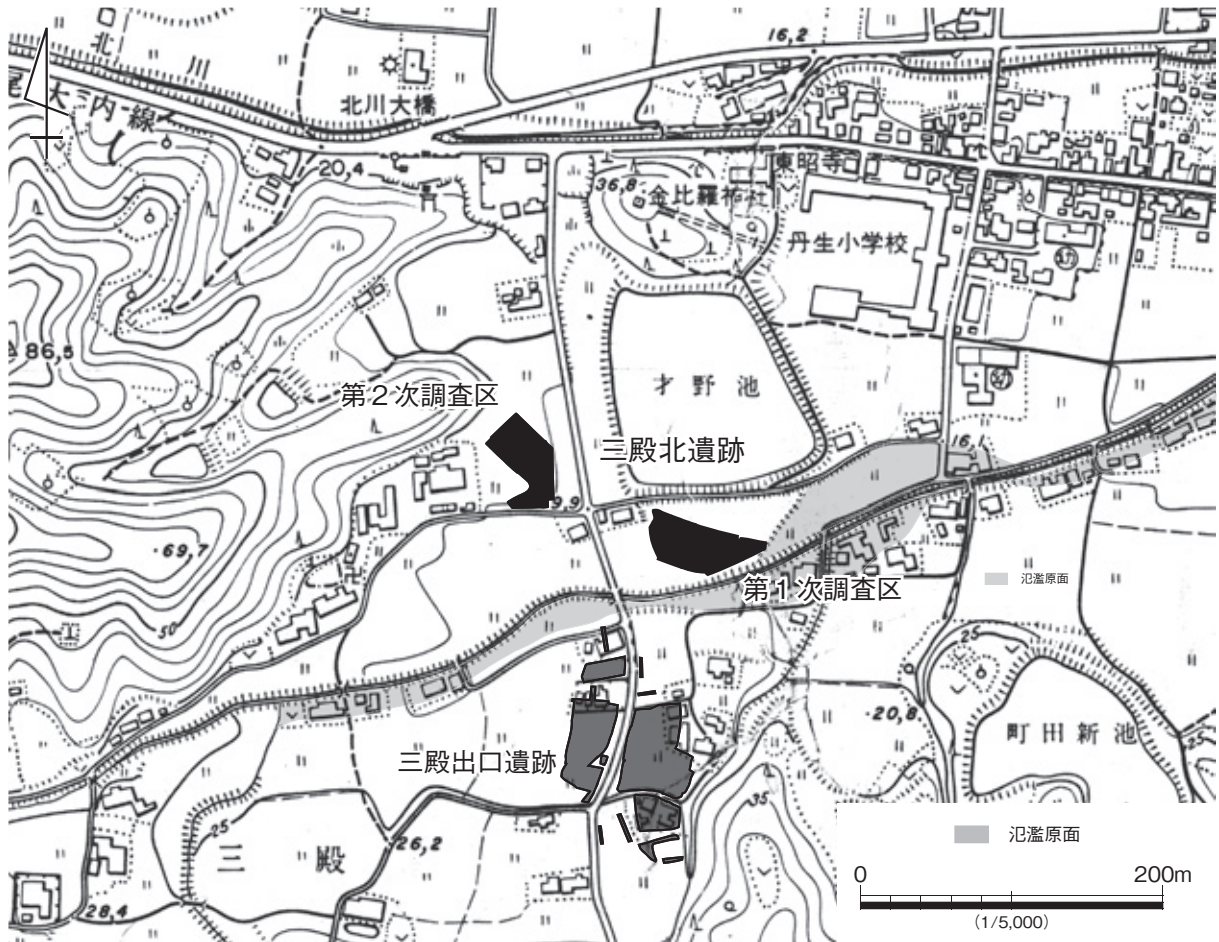 16,2
北川
北川大橋
大内線
20,4
36,8
金比羅神社
東昭寺
丹生小学校
86,5
第2次調査区
才野池
三殿北遺跡
16,1
9,9
69,7
第1次調査区
氾濫原面
50
25
20,8
町田新池
25
三殿出口遺跡
35
25
三殿
26,2
28,4
氾濫原面
0 200m
(1/5,000)